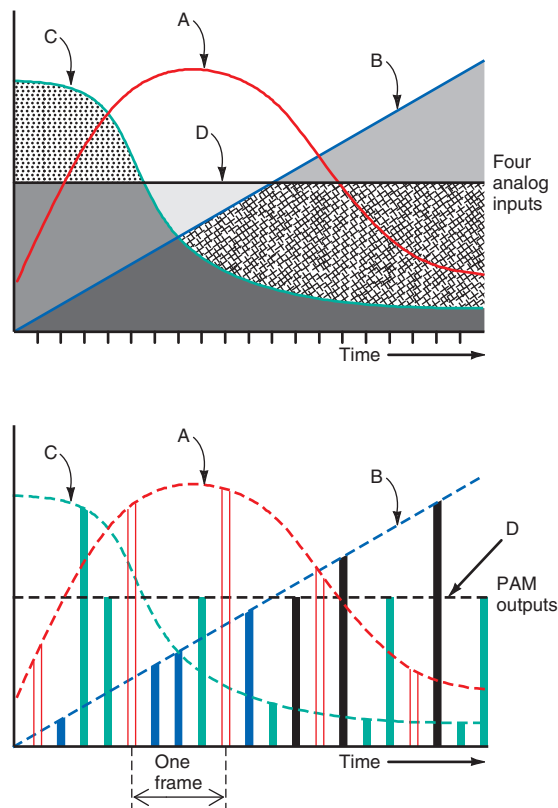 A
C
B
D
Four
analog
inputs
Time
A
C
B
D
PAM
outputs
One
frame
Time